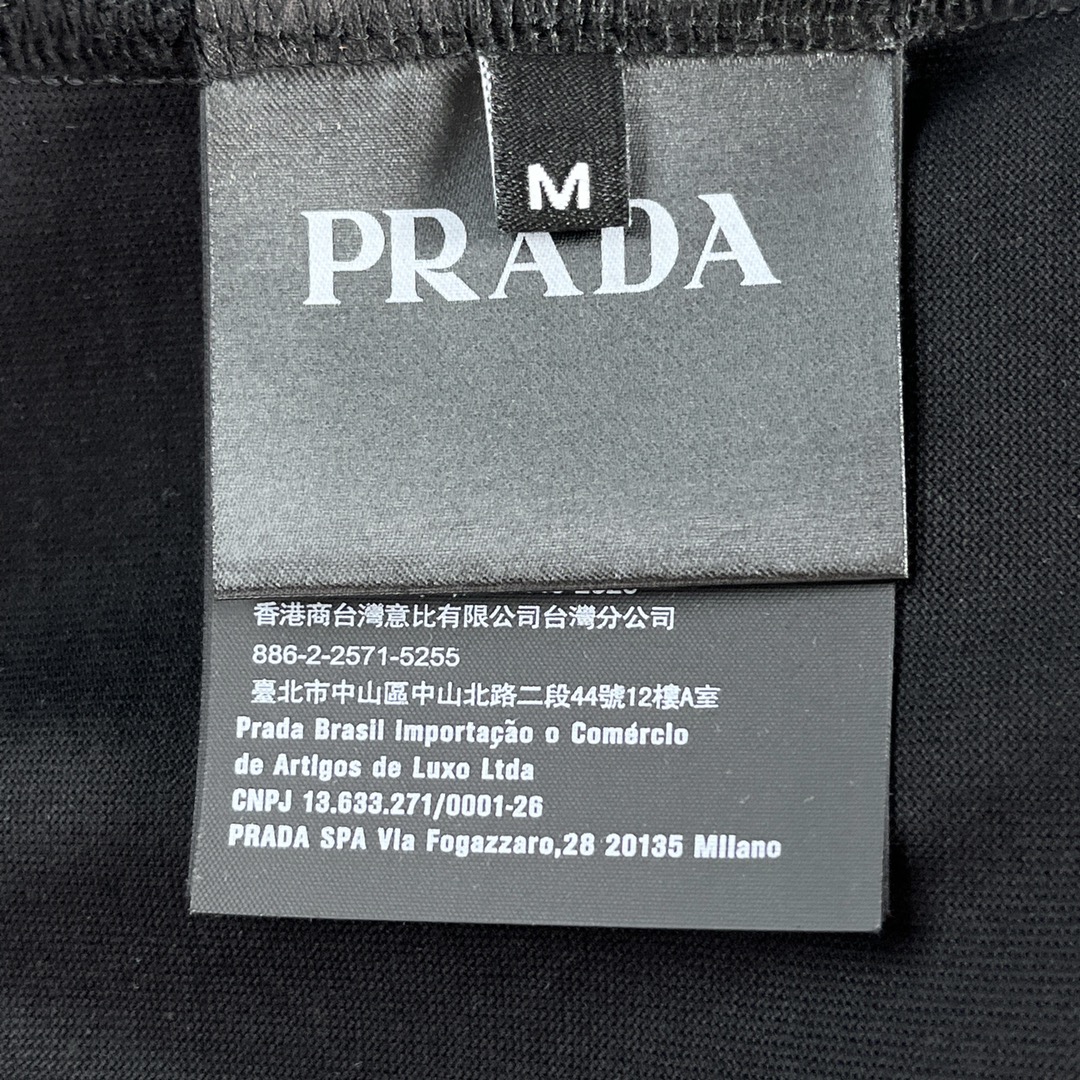 M
PRADA
香港商台灣意比有限公司台灣分公司
886-2-2571-5255
臺北市中山區中山北路二段44號12樓A室
Prada Brasil Importação o Comércio
de Artigos de Luxo Ltda
CNPJ 13.633.271/0001-26
PRADA SPA Via Fogazzaro,28 20135 Milano